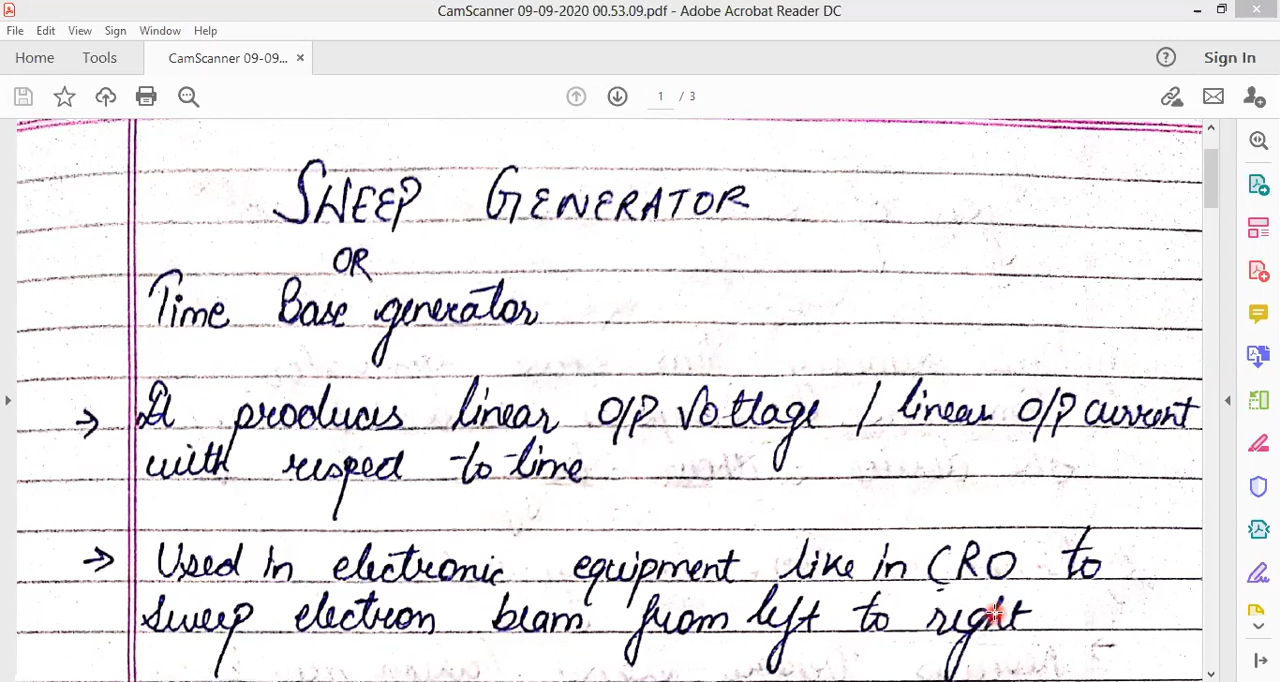 CamScanner 09-09-2020 00.53.09.pdf - Adobe Acrobat Reader DC
File Edit View Sign Window Help
Home Tools CamScanner 09-09... × Sign In
1 / 3
SWEEP GENERATOR
OR
Time Base generator
→ It produces linear O/P Voltage / linear O/P current
with respect to time
⇒ Used in electronic equipment like in CRO to
sweep electron beam from left to right